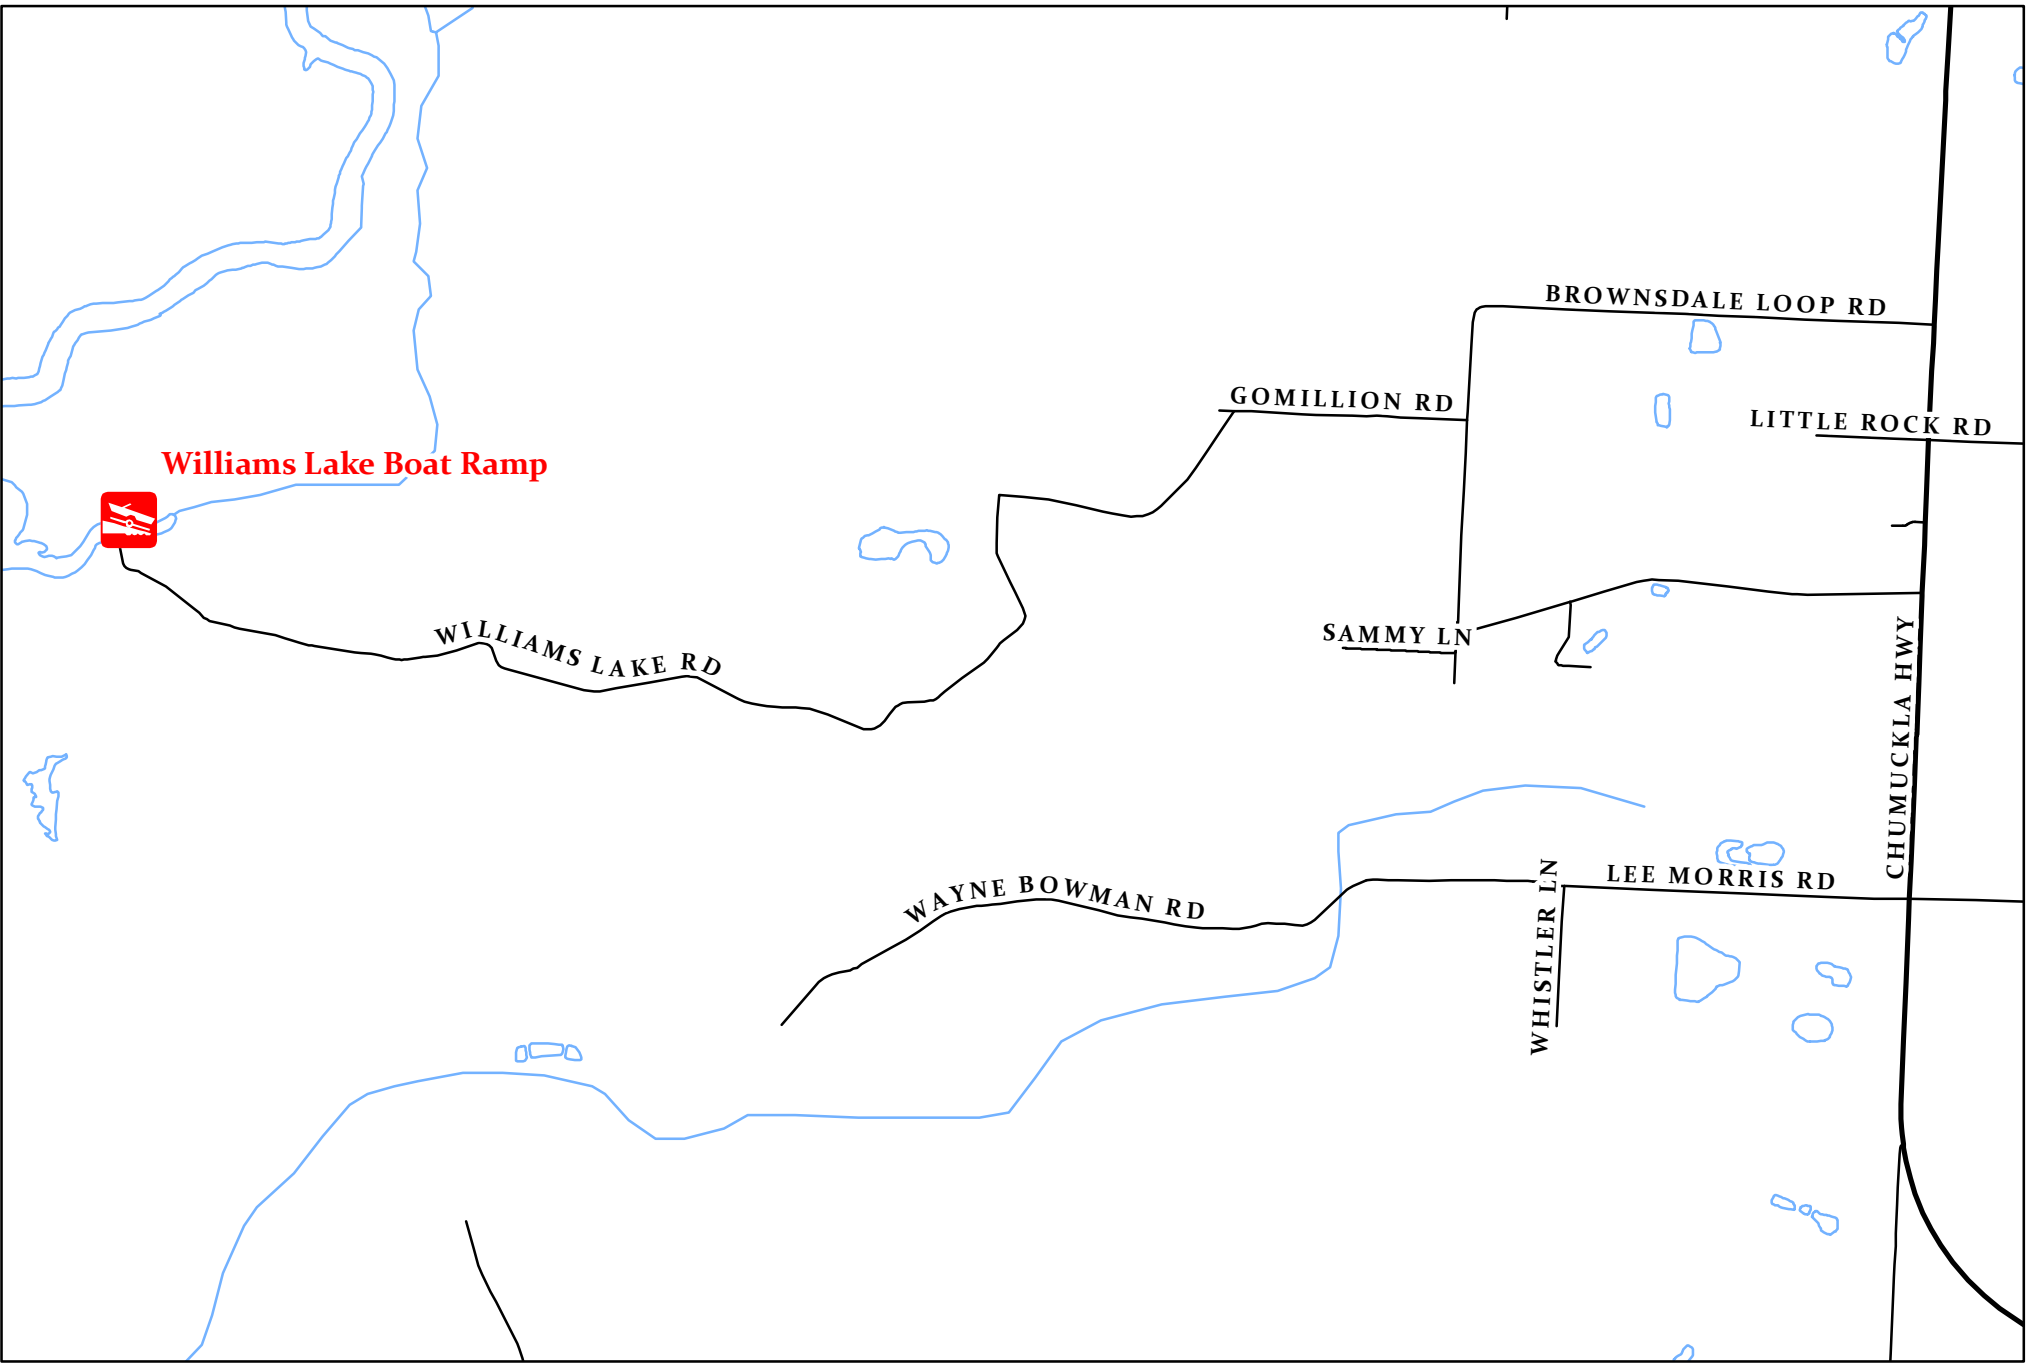 BROWNSDALE LOOP RD
GOMILLION RD
LITTLE ROCK RD
Williams Lake Boat Ramp
WILLIAMS LAKE RD
SAMMY LN
CHUMUCKLA HWY
WAYNE BOWMAN RD
WHISTLER LN
LEE MORRIS RD